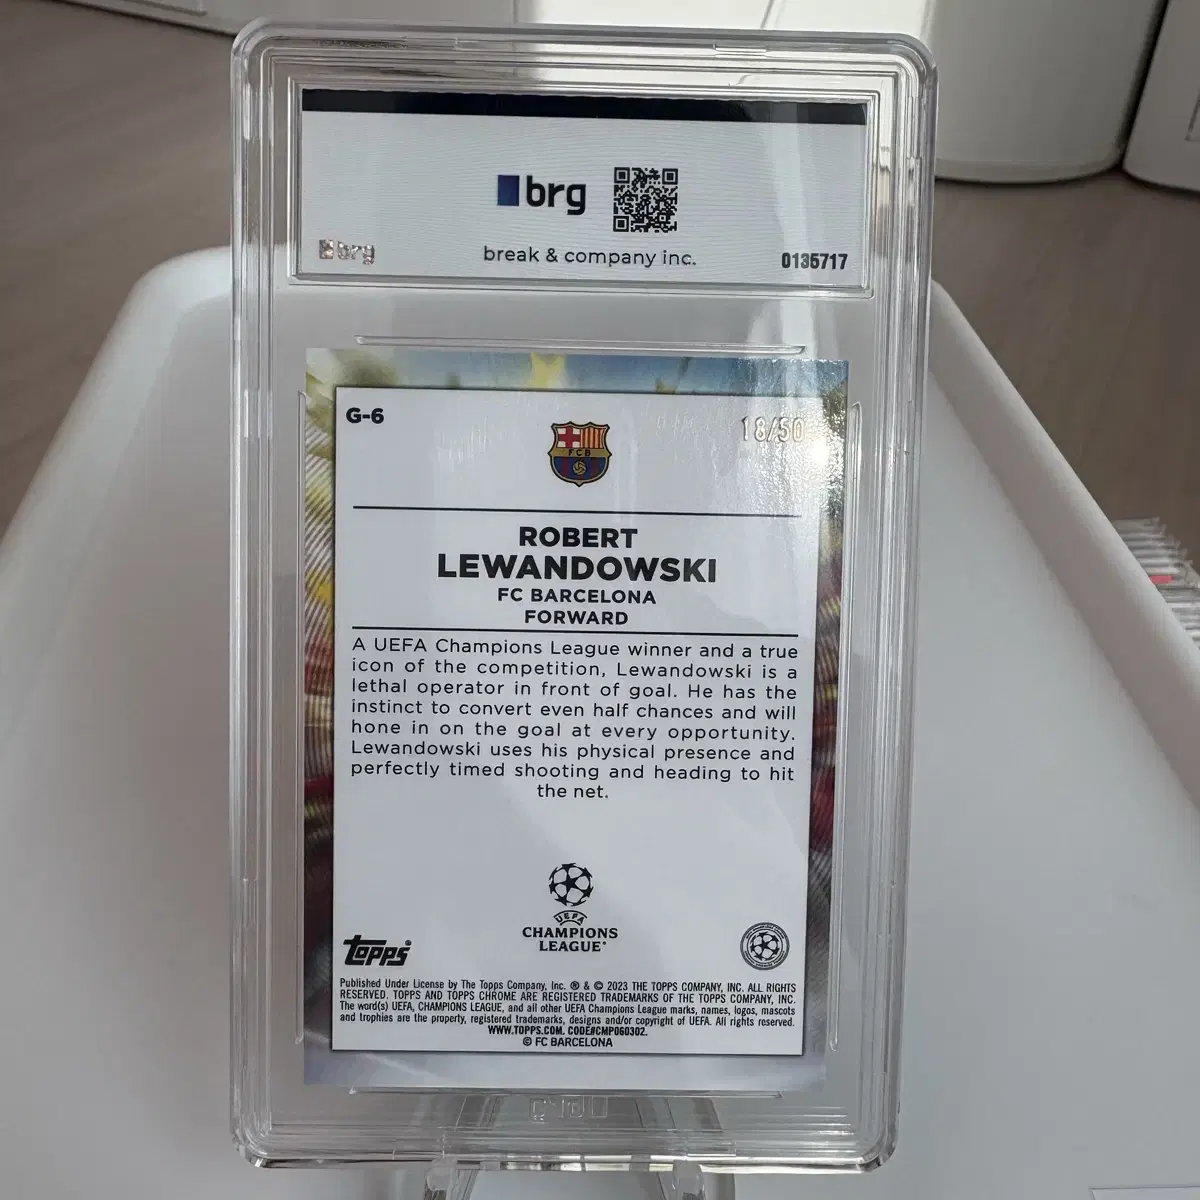 brg
break & company inc.
brg
0135717
G-6
18/50
FCB
ROBERT
LEWANDOWSKI
FC BARCELONA
FORWARD
A UEFA Champions League winner and a true
icon of the competition, Lewandowski is a
lethal operator in front of goal. He has the
instinct to convert even half chances and will
hone in on the goal at every opportunity.
Lewandowski uses his physical presence and
perfectly timed shooting and heading to hit
the net.
UEFA
CHAMPIONS
LEAGUE®
Topps®
Published Under License by The Topps Company, Inc. ® & © 2023 THE TOPPS COMPANY, INC. ALL RIGHTS
RESERVED. TOPPS AND TOPPS CHROME ARE REGISTERED TRADEMARKS OF THE TOPPS COMPANY, INC.
The word(s) UEFA, CHAMPIONS LEAGUE, and all other UEFA Champions League marks, names, logos, mascots
and trophies are the property, registered trademarks, designs and/or copyright of UEFA. All rights reserved.
WWW.TOPPS.COM. CODE#CMP060302.
© FC BARCELONA